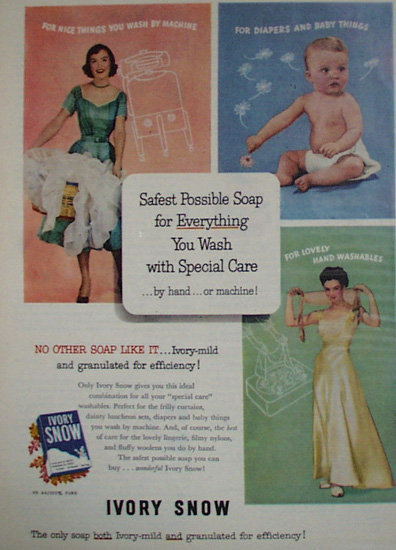 FOR NICE THINGS YOU WASH BY MACHINE
FOR DIAPERS AND BABY THINGS
Safest Possible Soap
for Everything
You Wash
with Special Care
...by hand...or machine!
FOR LOVELY
HAND WASHABLES
NO OTHER SOAP LIKE IT...Ivory-mild
and granulated for efficiency!
Only Ivory Snow gives you this ideal
combination for all your "special care"
washables. Perfect for the frilly curtains,
dainty luncheon sets, diapers and baby things
you wash by machine. And, of course, the best
of care for the lovely lingerie, filmy nylons,
and fluffy woolens you do by hand.
The safest possible soap you can
buy...wonderful Ivory Snow!
IVORY
SNOW
IVORY SNOW
The only soap both Ivory-mild and granulated for efficiency!